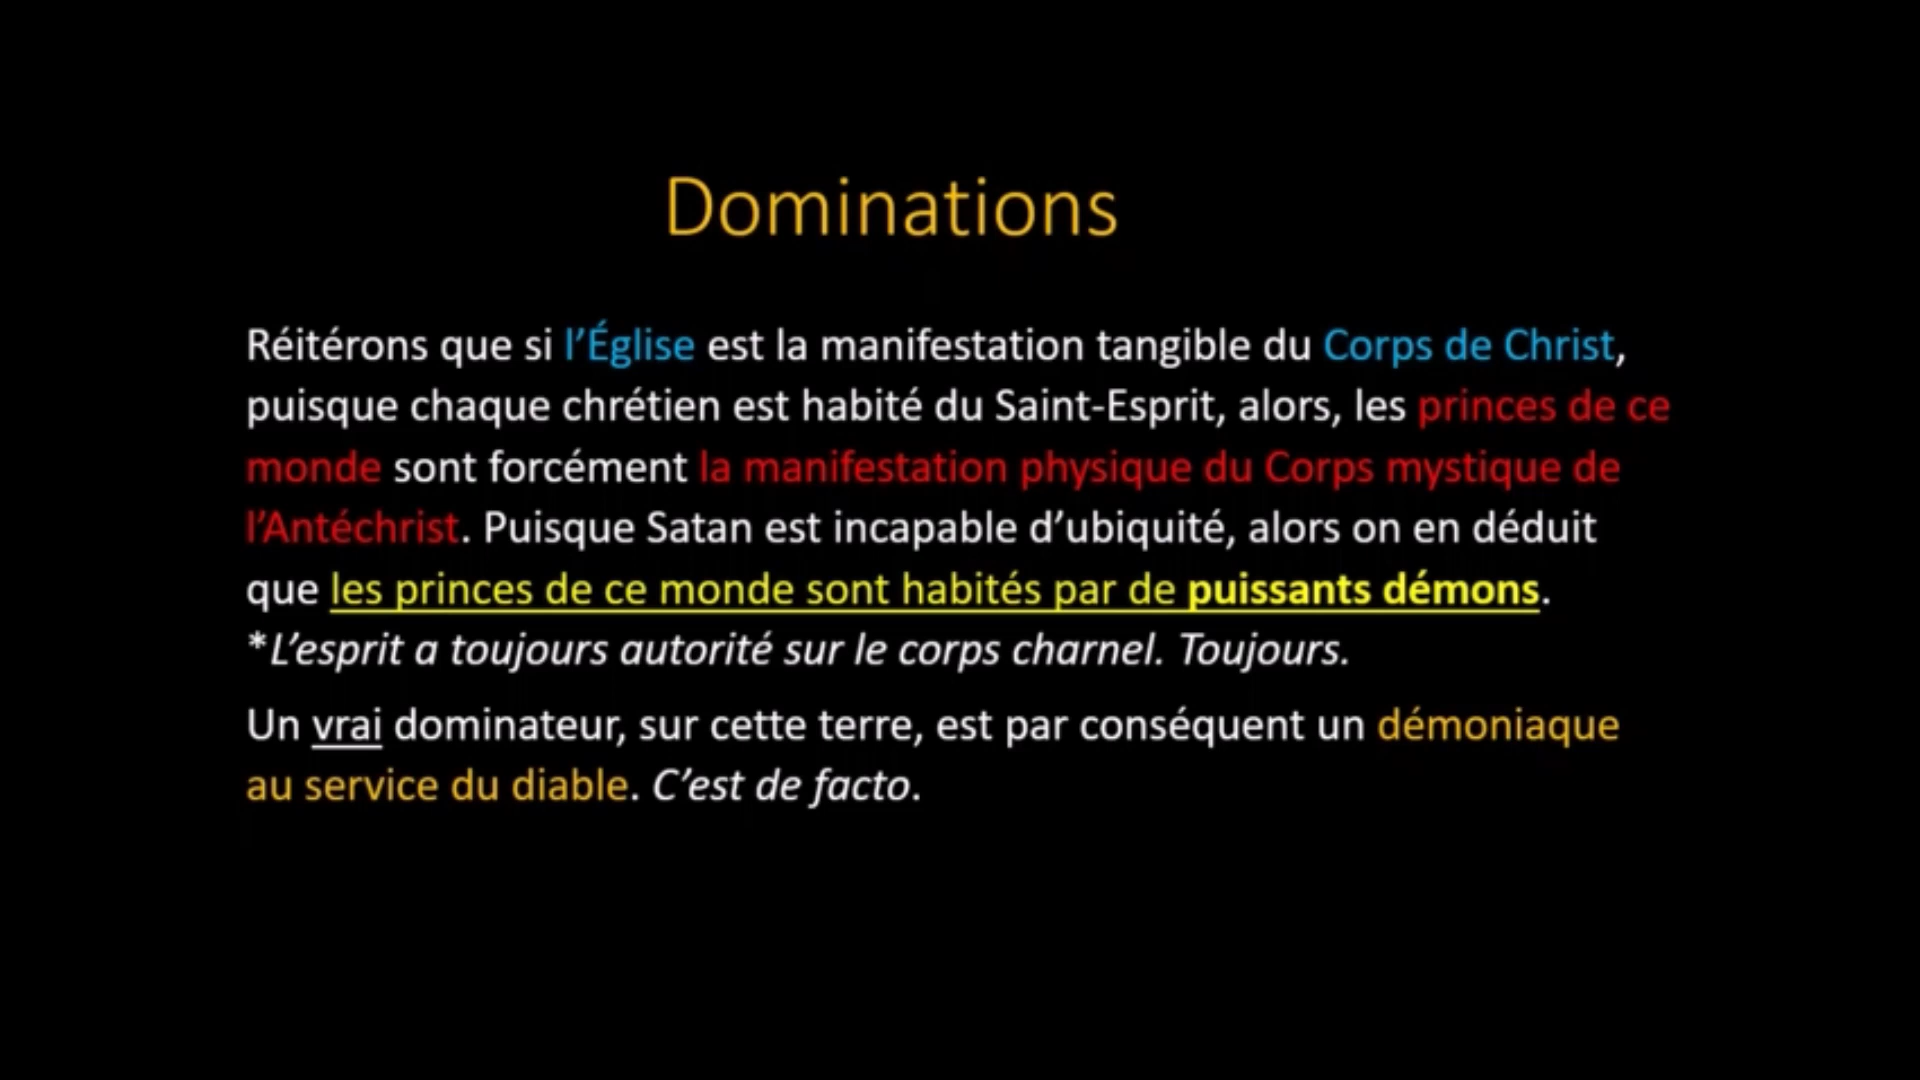 Dominations
Réitérons que si l’Église est la manifestation tangible du Corps de Christ,
puisque chaque chrétien est habité du Saint-Esprit, alors, les princes de ce
monde sont forcément la manifestation physique du Corps mystique de
l’Antéchrist. Puisque Satan est incapable d’ubiquité, alors on en déduit
que les princes de ce monde sont habités par de puissants démons.
*L’esprit a toujours autorité sur le corps charnel. Toujours.
Un vrai dominateur, sur cette terre, est par conséquent un démoniaque
au service du diable. C’est de facto.